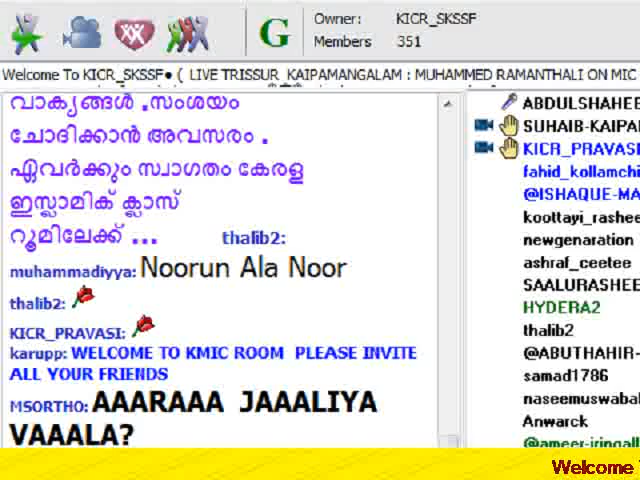 G
Owner: KICR_SKSSF
Members 351
Welcome To KICR_SKSSF● ( LIVE TRISSUR KAIPAMANGALAM : MUHAMMED RAMANTHALI ON MIC
വാക്യങ്ങൾ .സംശയം
ചോദിക്കാൻ അവസരം .
ഏവർക്കും സ്വാഗതം കേരള
ഇസ്ലാമിക് ക്ലാസ്
റൂമിലേക്ക് ... thalib2:
muhammadiyya: Noorun Ala Noor
thalib2:
KICR_PRAVASI:
karupp: WELCOME TO KMIC ROOM PLEASE INVITE
ALL YOUR FRIENDS
MSORTHO: AAARAAA JAAALIYA
VAAALA?
ABDULSHAHEE
SUHAIB-KAIPA
KICR_PRAVASI
fahid_kollamchi
@ISHAQUE-MA
koottayi_rashee
newgenaration
ashraf_ceetee
SAALURASHEE
HYDERA2
thalib2
@ABUTHAHIR-
samad1786
naseemuswabal
Anwarck
@ameer-iringall
Welcome